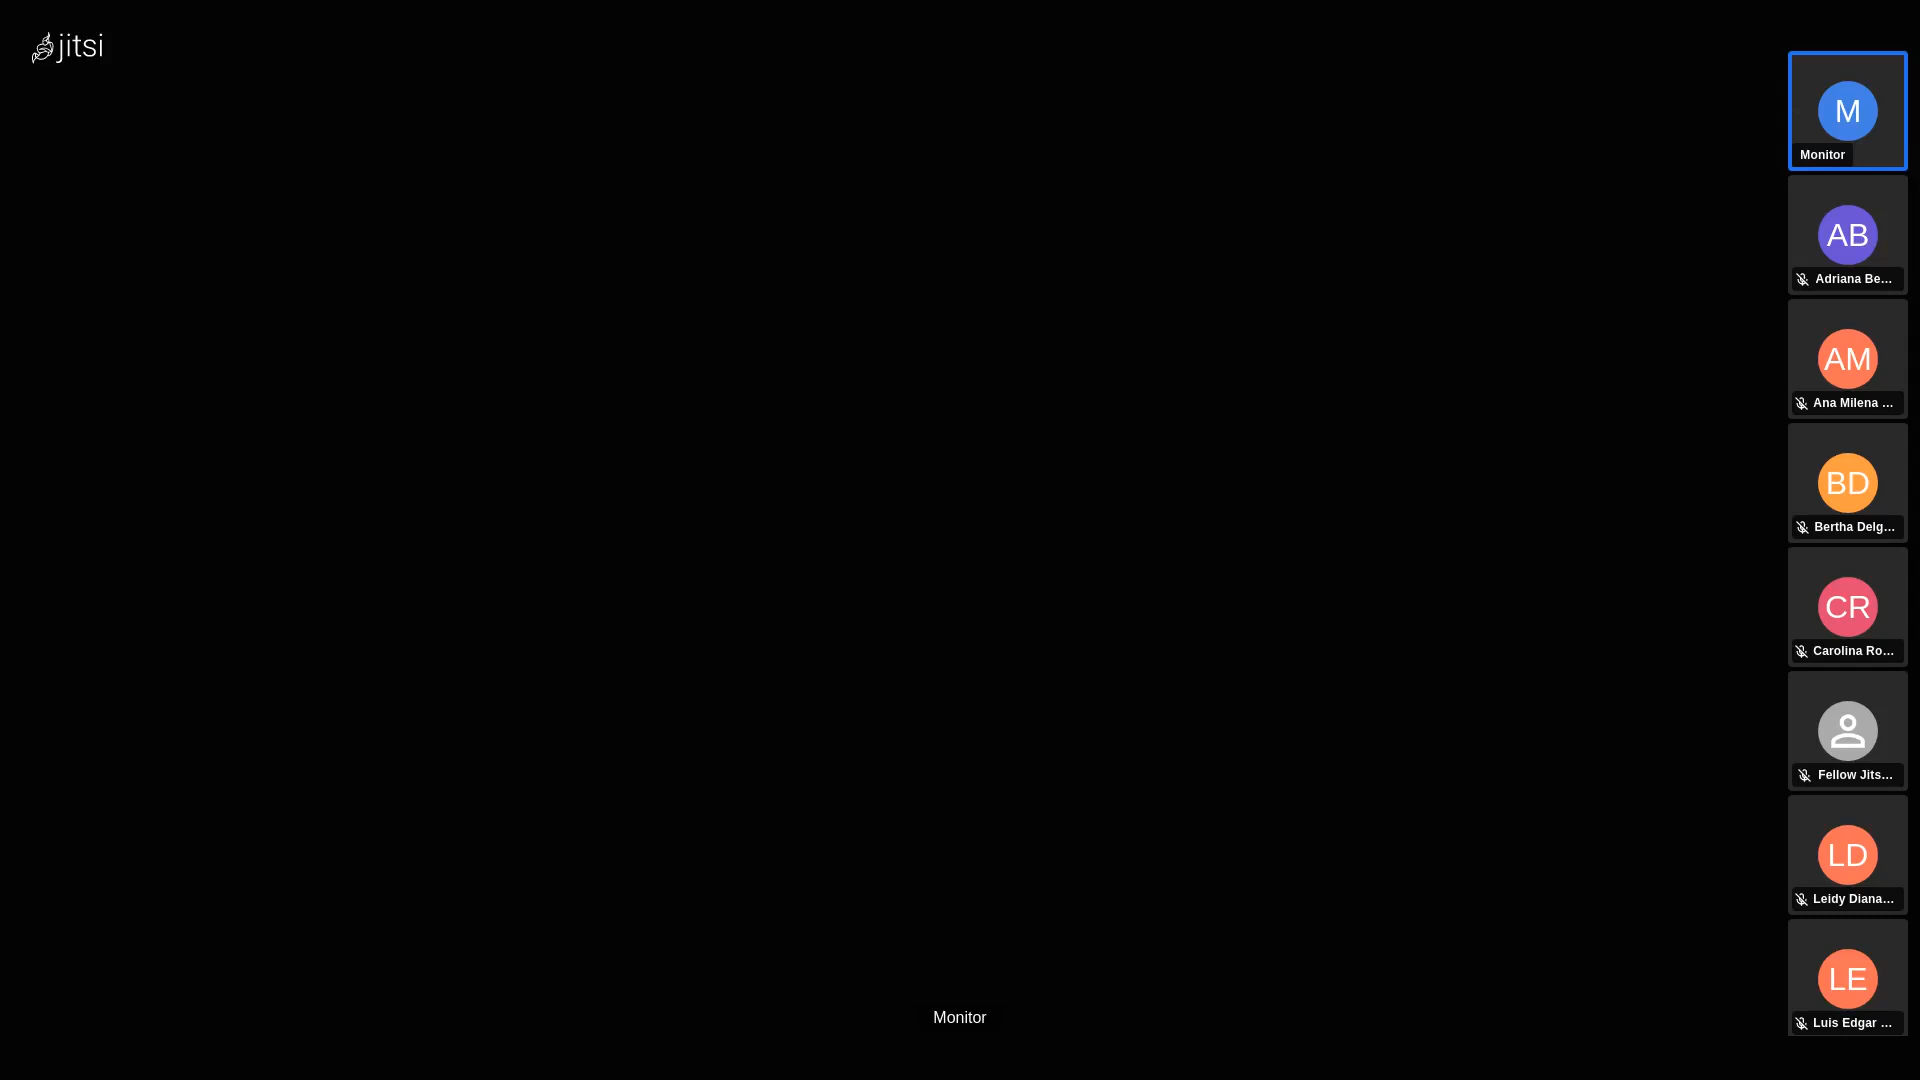 jitsi
M
Monitor
AB
Adriana Be...
AM
Ana Milena ...
BD
Bertha Delg...
CR
Carolina Ro...
Fellow Jits...
LD
Leidy Diana...
LE
Luis Edgar ...
Monitor